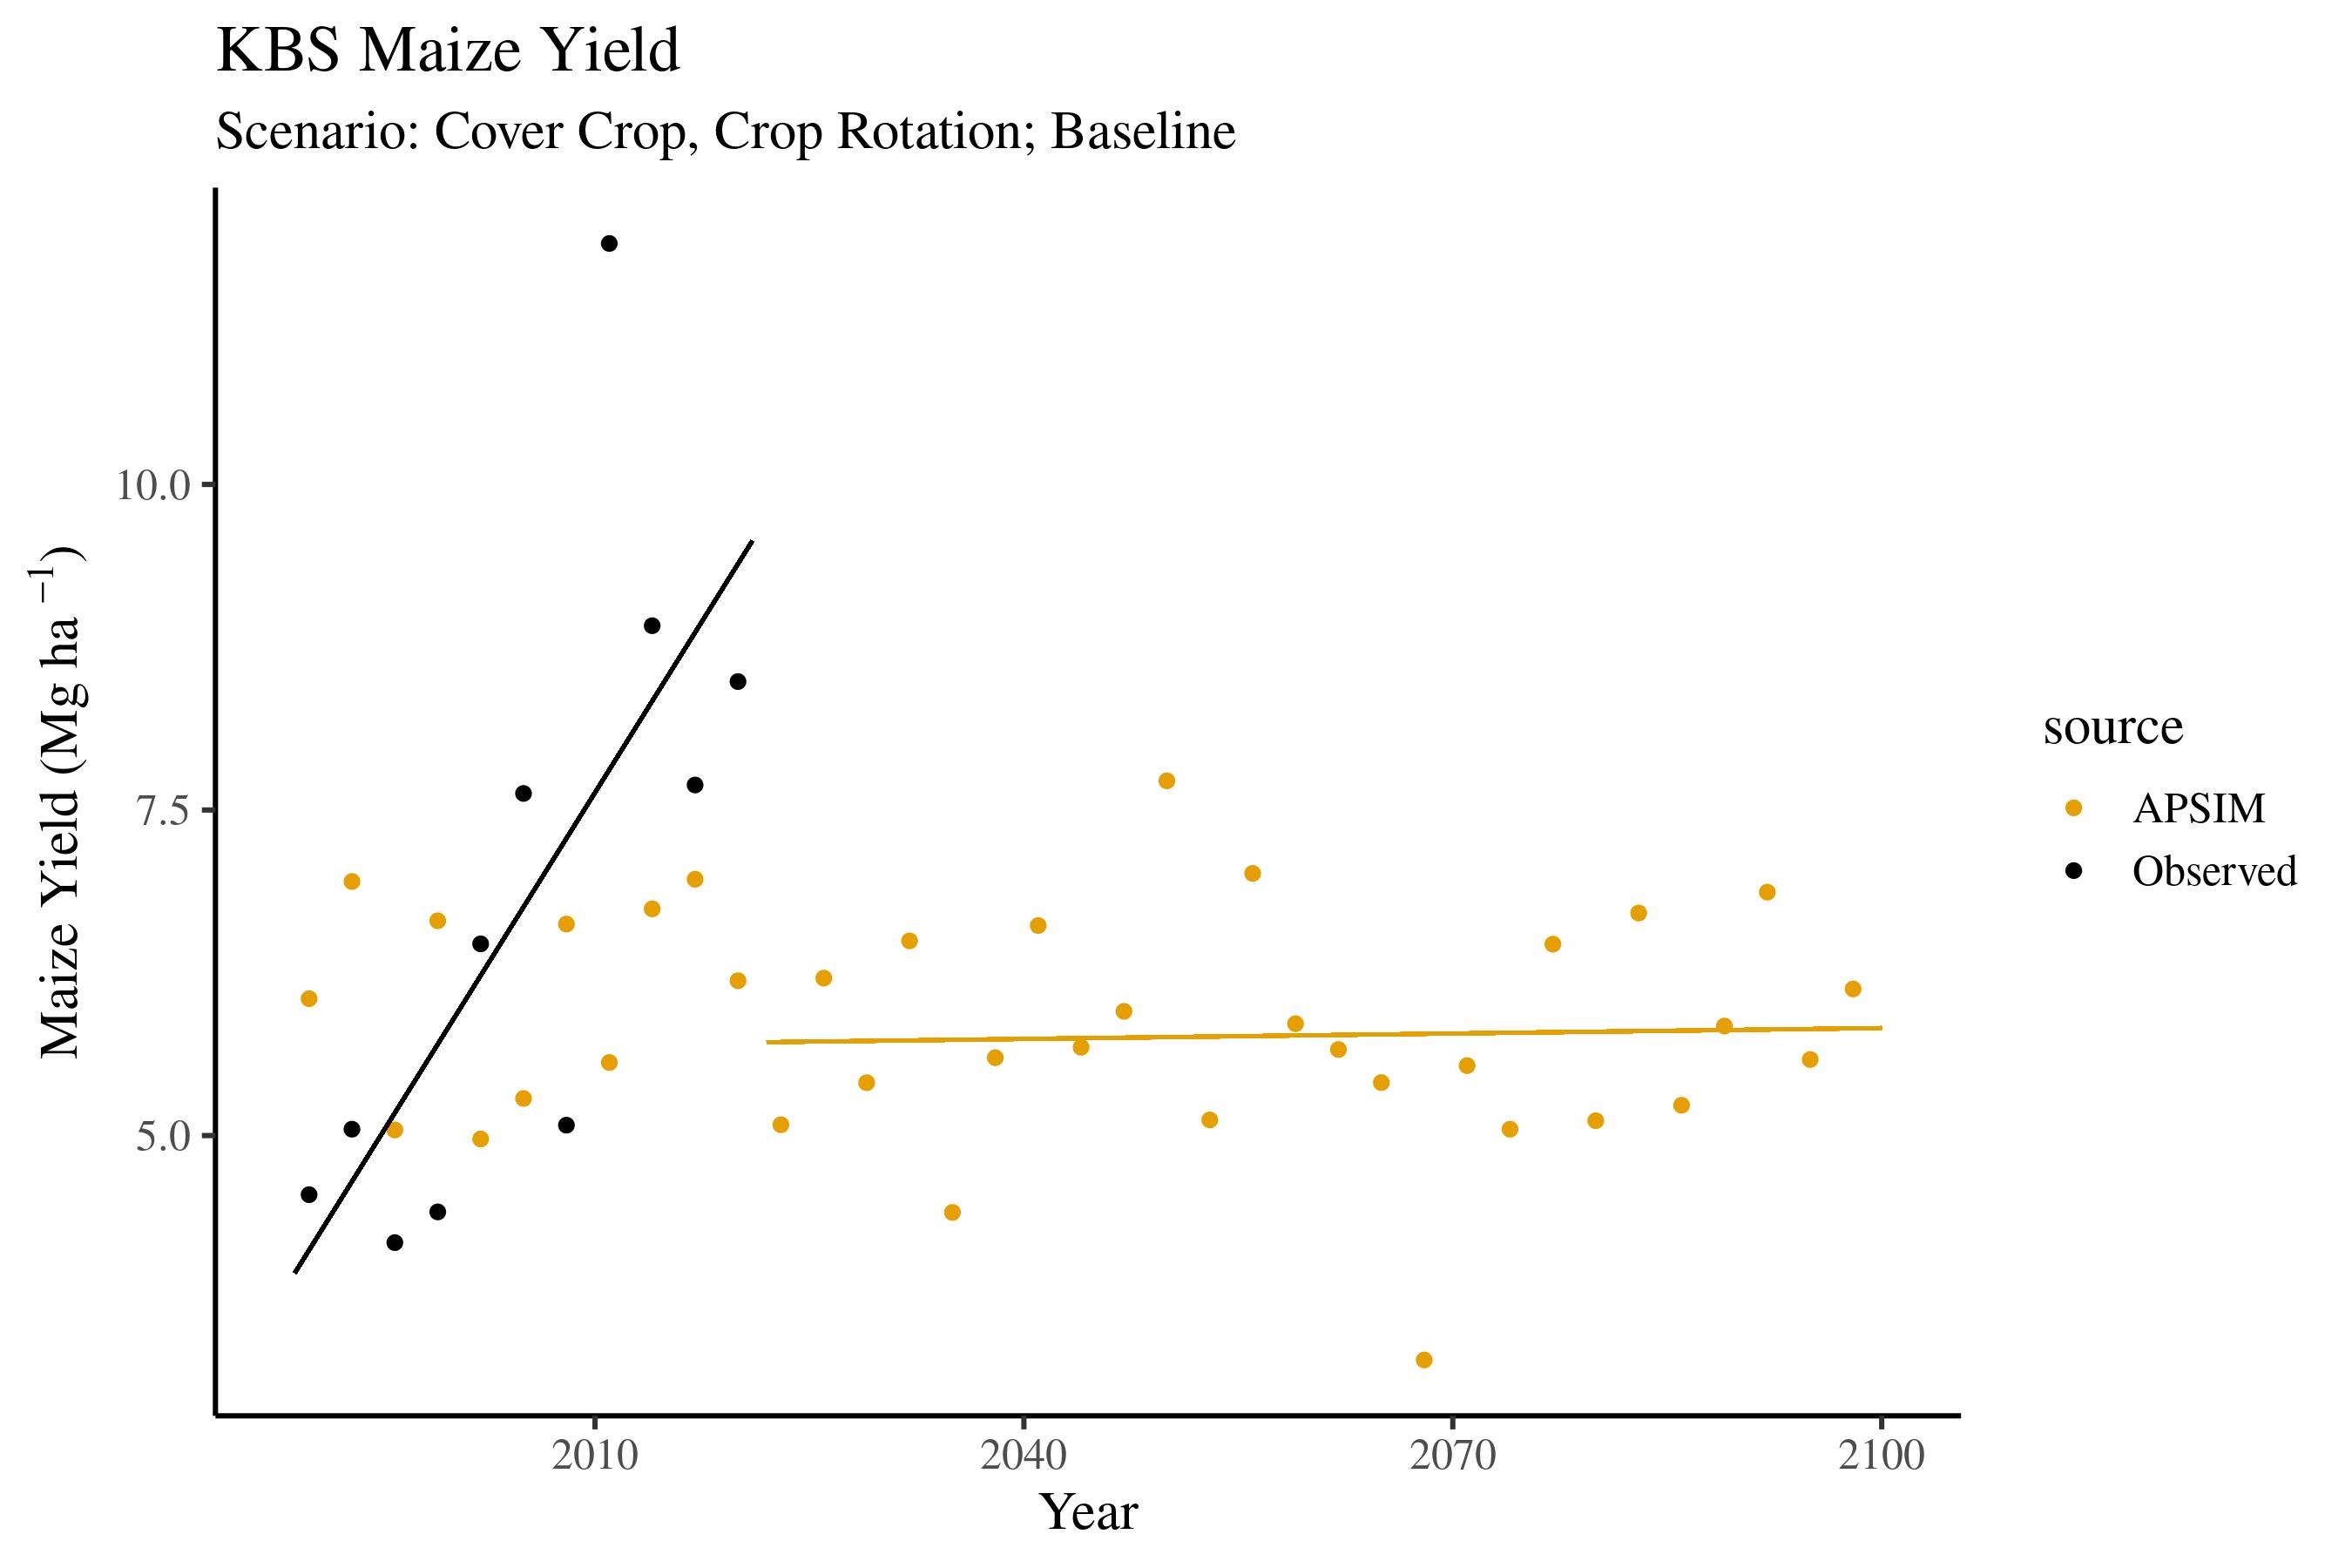 KBS Maize Yield
Scenario: Cover Crop, Crop Rotation; Baseline
Maize Yield (Mg ha ⁻¹)
10.0
7.5
5.0
2010
2040
2070
2100
Year
source
APSIM
Observed